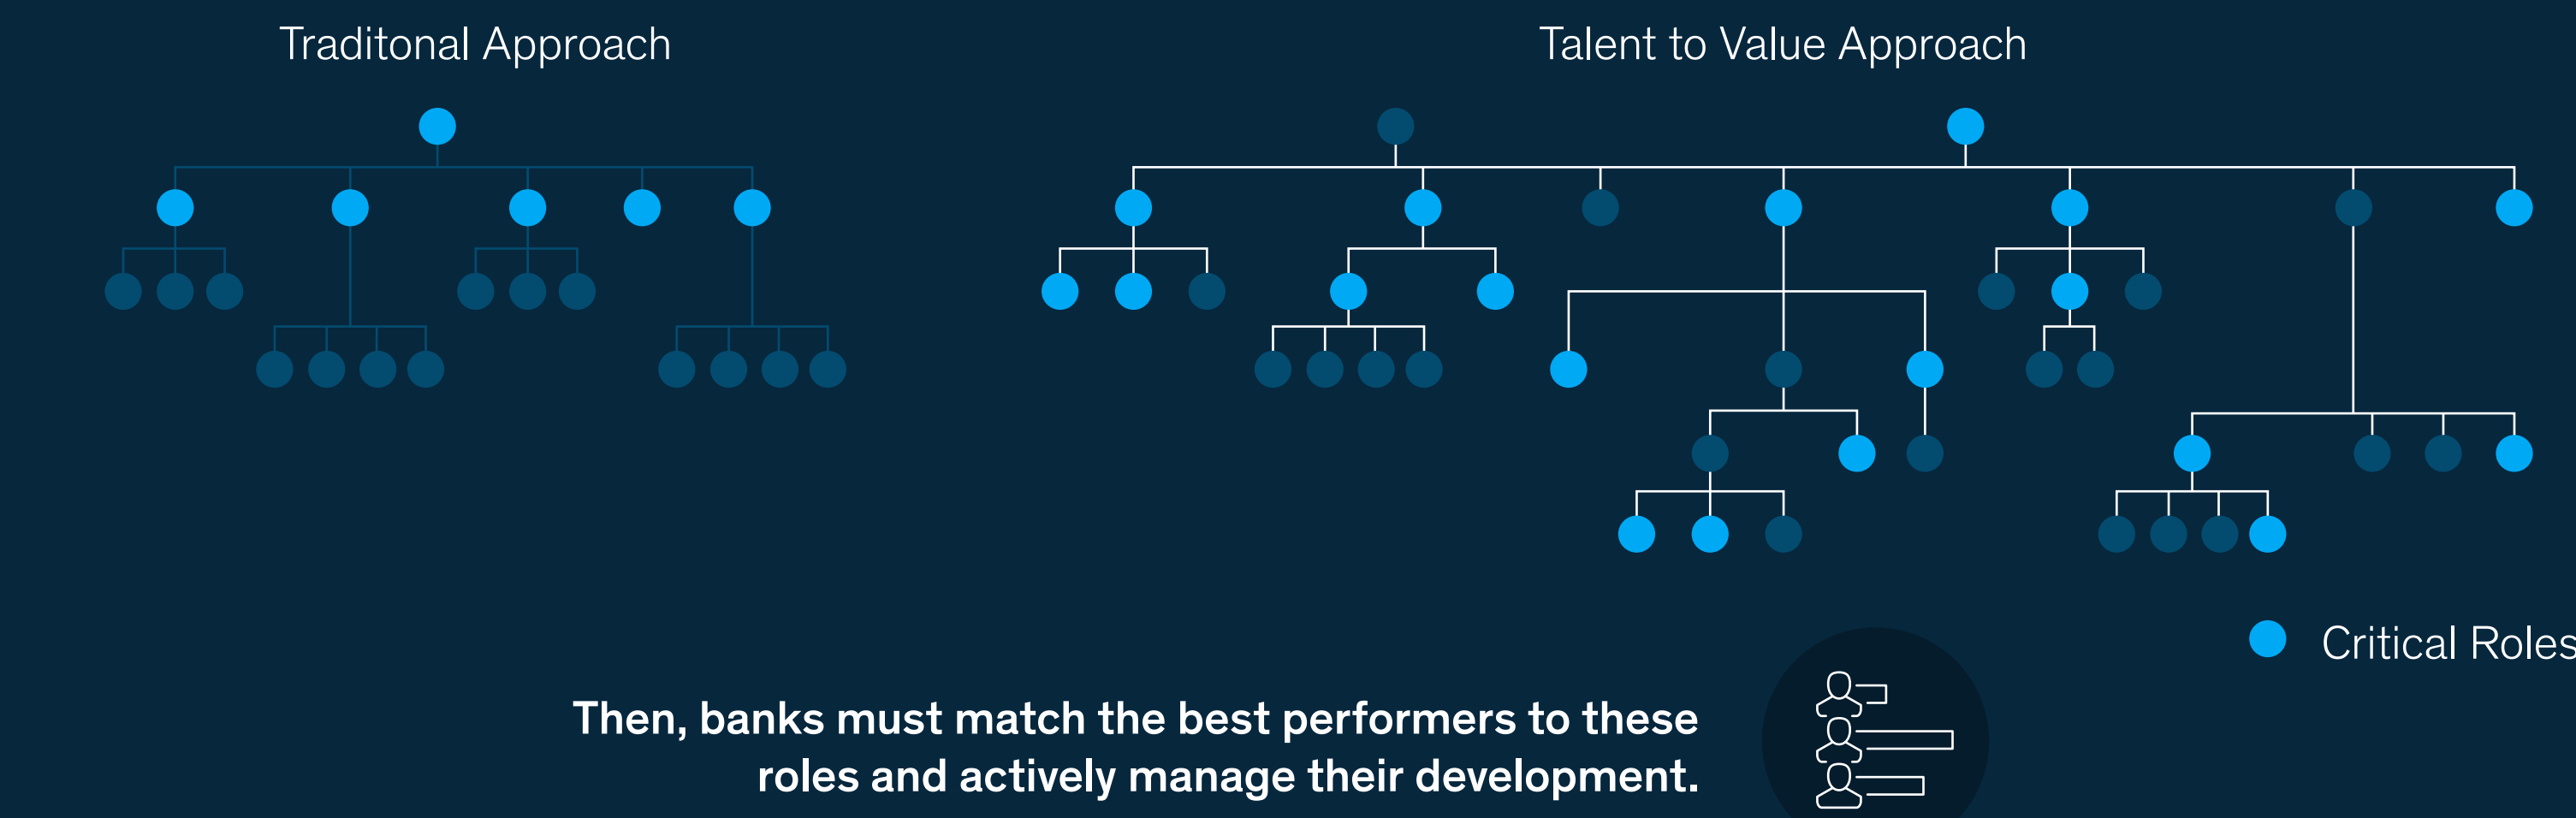 Traditonal Approach
Talent to Value Approach
Critical Roles
Then, banks must match the best performers to these
roles and actively manage their development.